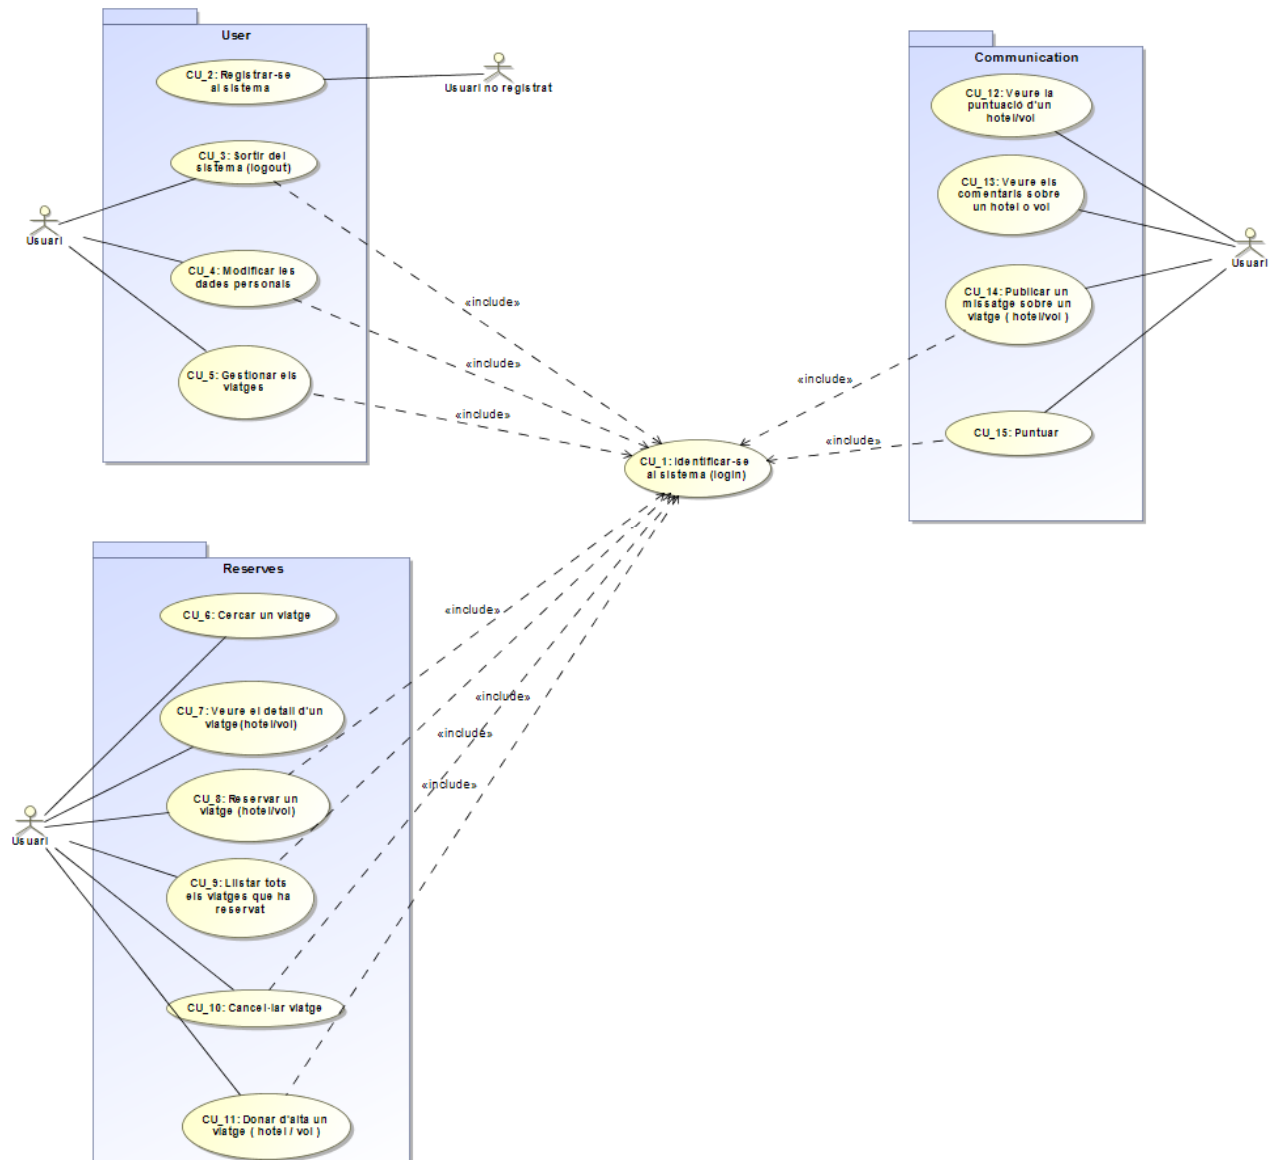 User
CU_2: Registrar-se
al sistema
Usuari no registrat
CU_3: Sortir del
sistema (logout)
Usuari
CU_4: Modificar les
dades personals
CU_5: Gestionar els
viatges
«include»
«include»
«include»
CU_1: Identificar-se
al sistema (login)
Communication
CU_12: Veure la
puntuació d'un
hotel/vol
CU_13: Veure els
comentaris sobre
un hotel o vol
Usuari
CU_14: Publicar un
missatge sobre un
viatge ( hotel/vol )
CU_15: Puntuar
«include»
«include»
Reserves
CU_6: Cercar un viatge
CU_7: Veure el detall d'un
viatge(hotel/vol)
CU_8: Reservar un
viatge (hotel/vol)
Usuari
CU_9: Llistar tots
els viatges que ha
reservat
CU_10: Cancel·lar viatge
CU_11: Donar d'alta un
viatge ( hotel / vol )
«include»
«include»
«include»
«include»